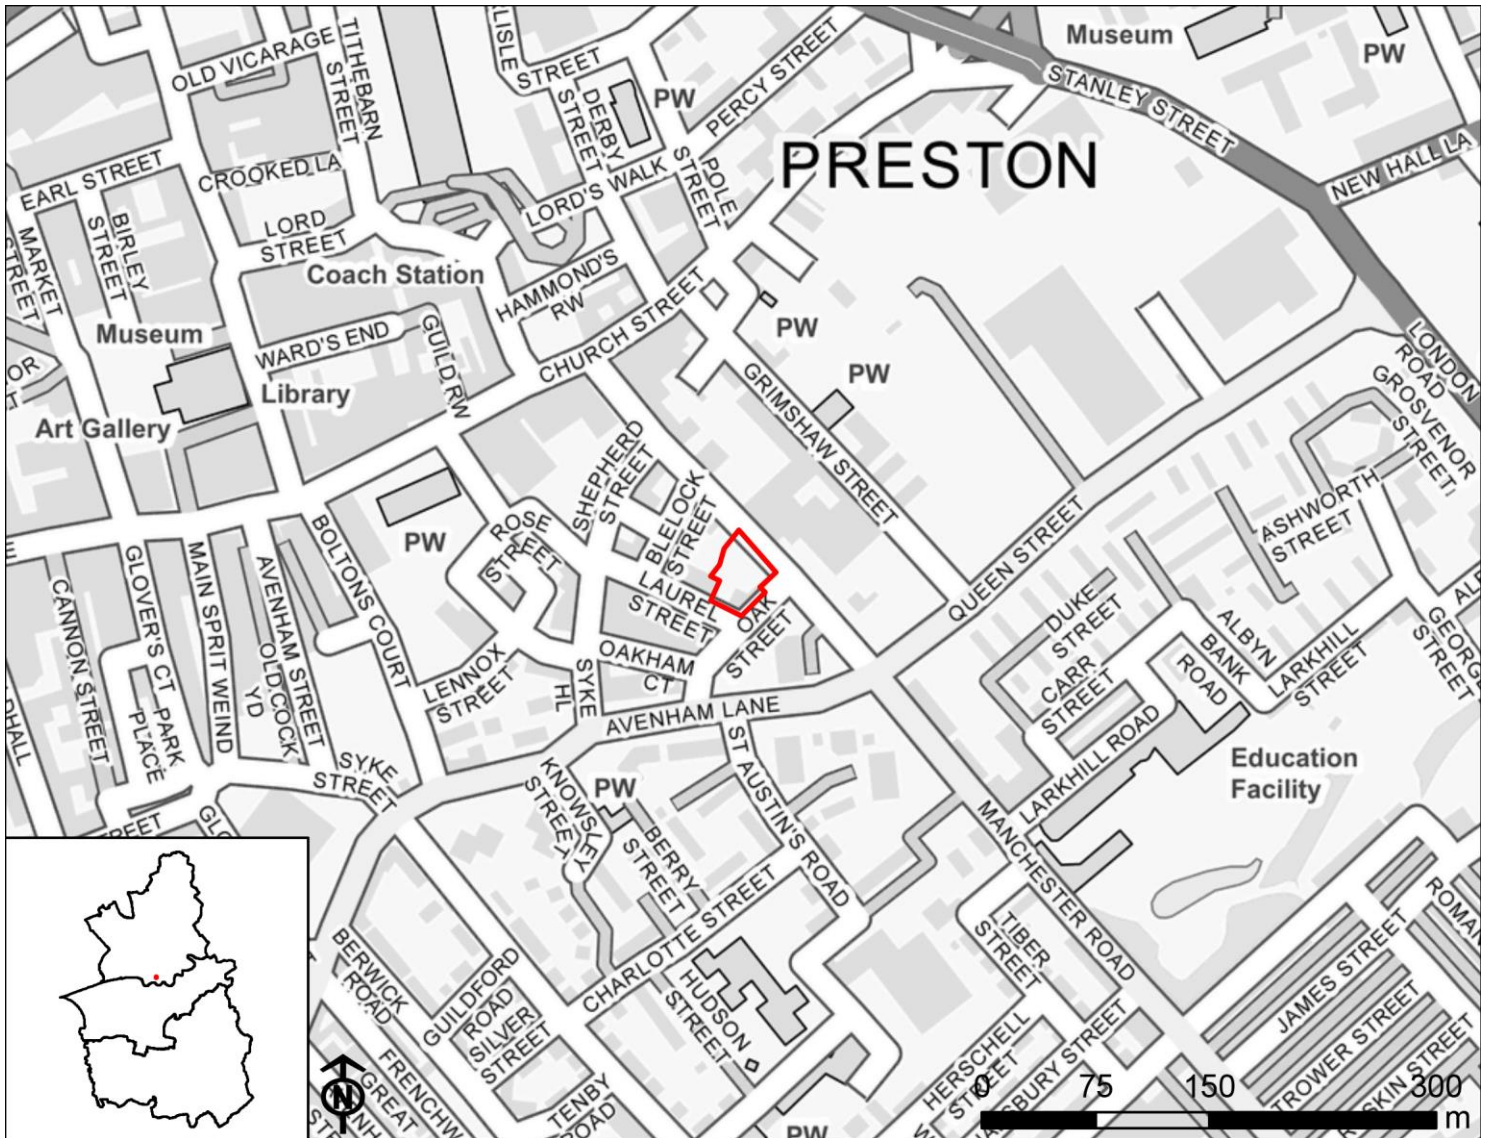 PRESTON
OLD VICARAGE
TITHEBARN
STREET
STREET
DERBY
STREET
PW
PERCY STREET
Museum
PW
STANLEY STREET
NEW HALL LA
EARL STREET
CROOKED LA
LORD
STREET
LORD'S WALK
POLE
STREET
BIRLEY
STREET
MARKET
STREET
Coach Station
HAMMOND'S
RW
CHURCH STREET
Museum
WARD'S END
GUILD RW
Library
Art Gallery
PW
PW
GRIMSHAW STREET
LONDON
ROAD
GROSVENOR
STREET
SHEPHERD
STREET
BLELOCK
STREET
ROSE
STREET
PW
LAUREL
STREET
OAK
STREET
QUEEN STREET
ASHWORTH
STREET
BOLTONS COURT
AVENHAM STREET
OLD COCK
YD
MAIN SPRIT WEIND
GLOVER'S CT
CANNON STREET
PARK
PLACE
LENNOX
STREET
OAKHAM
CT
SYKE
HL
AVENHAM LANE
DUKE
STREET
CARR
STREET
ALBYN
BANK
ROAD
LARKHILL
STREET
GEORGE
STREET
LARKHILL ROAD
Education
Facility
SYKE
STREET
KNOWSLEY
STREET
PW
BERRY
STREET
ST AUSTIN'S ROAD
MANCHESTER ROAD
CHARLOTTE STREET
TIBER
STREET
BERWICK
ROAD
GUILDFORD
ROAD
SILVER
STREET
HUDSON
STREET
JAMES STREET
TROWER STREET
HERSCHELL
STREET
TENBY
ROAD
GREAT
PW
N
0 75 150 300
m